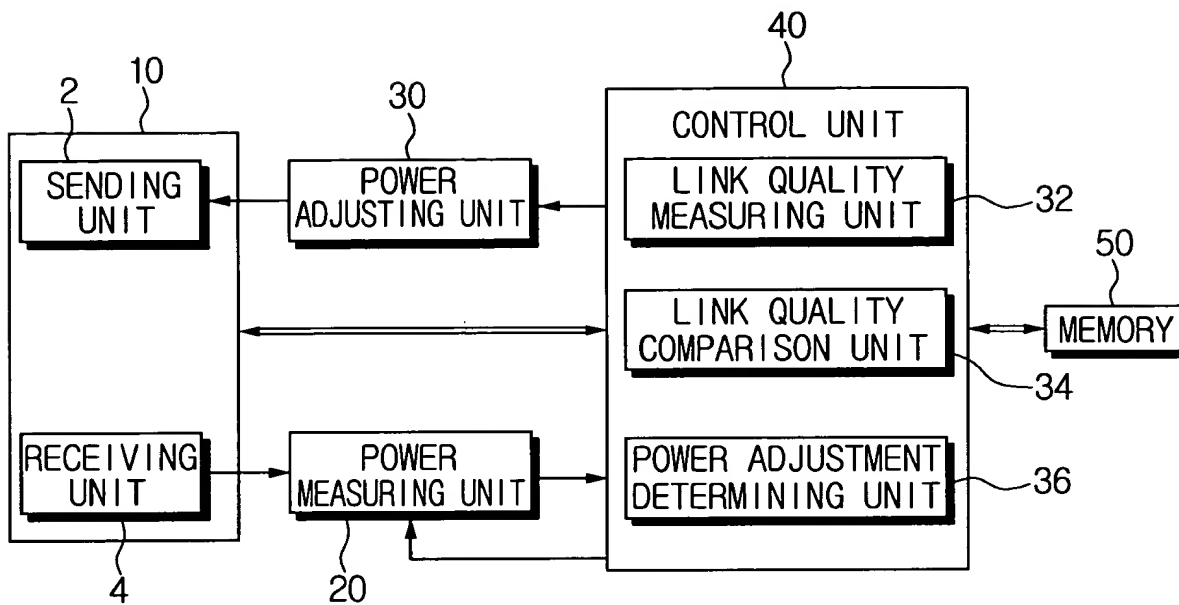 40
10
2
30
CONTROL UNIT
SENDING
UNIT
POWER
ADJUSTING UNIT
LINK QUALITY
MEASURING UNIT
32
50
LINK QUALITY
COMPARISON UNIT
MEMORY
34
RECEIVING
UNIT
POWER
MEASURING UNIT
POWER ADJUSTMENT
DETERMINING UNIT
36
4
20